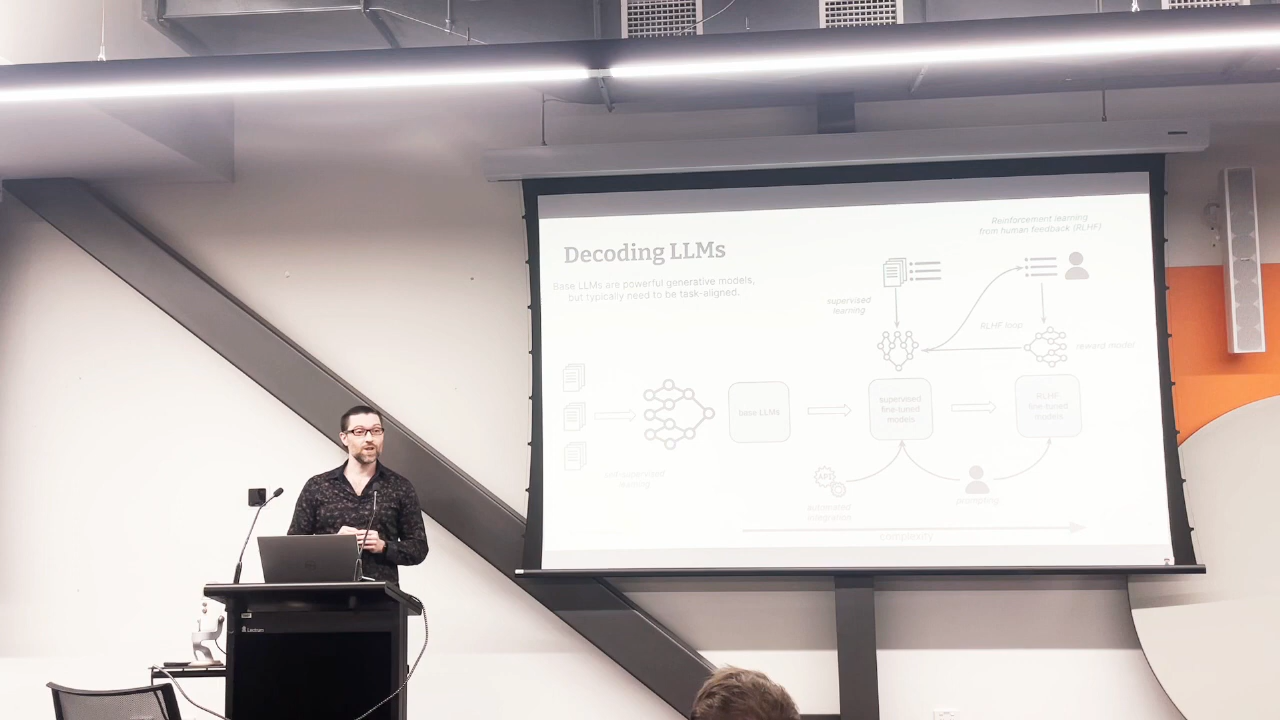 Decoding LLMs
Base LLMs are powerful generative models,
but typically need to be task-aligned.
Reinforcement learning
from human feedback (RLHF)
supervised
learning
RLHF loop
reward model
base LLMs
supervised
fine-tuned
models
RLHF
fine-tuned
models
unsupervised
learning
API
automated
integration
prompting
complexity
Lectrum